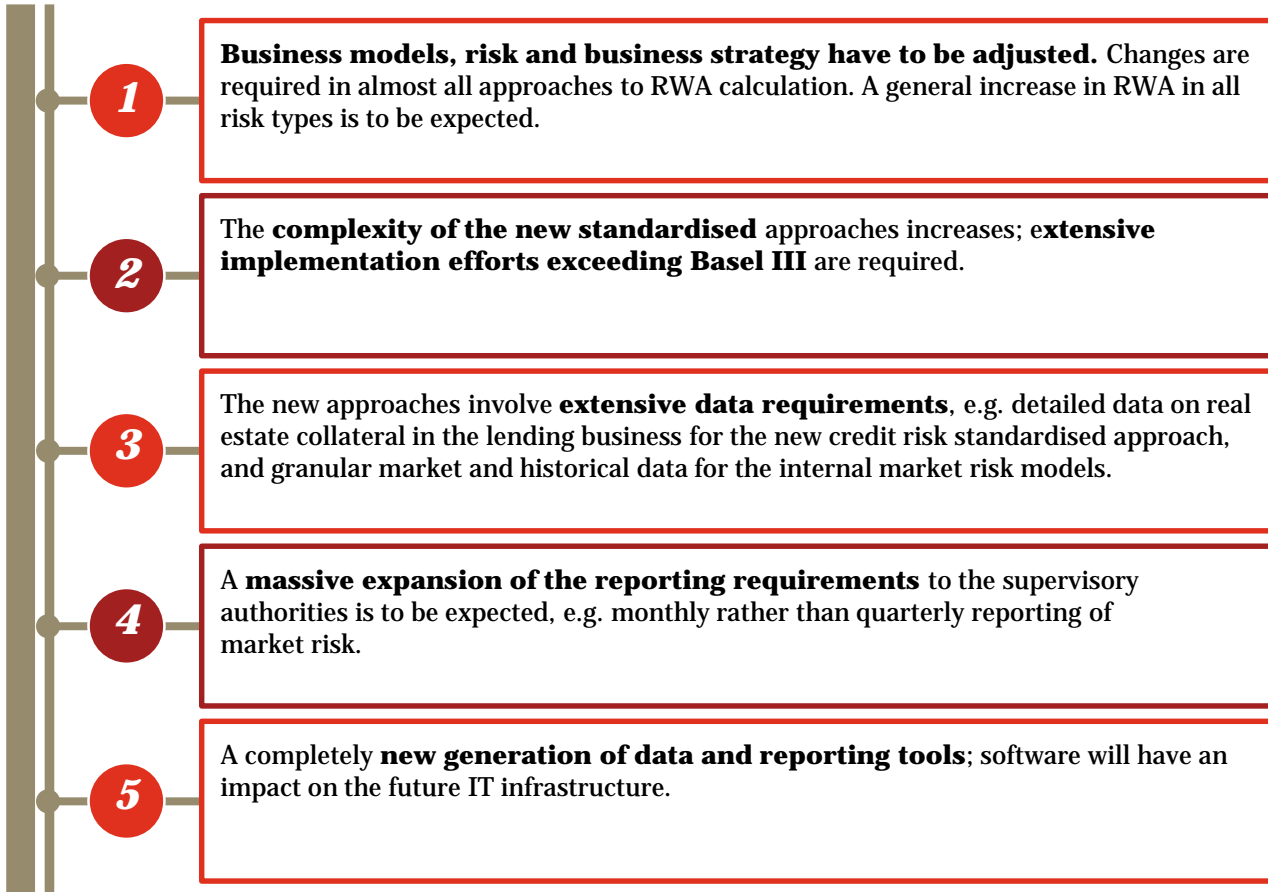 1
Business models, risk and business strategy have to be adjusted. Changes are
required in almost all approaches to RWA calculation. A general increase in RWA in all
risk types is to be expected.
2
The complexity of the new standardised approaches increases; extensive
implementation efforts exceeding Basel III are required.
3
The new approaches involve extensive data requirements, e.g. detailed data on real
estate collateral in the lending business for the new credit risk standardised approach,
and granular market and historical data for the internal market risk models.
4
A massive expansion of the reporting requirements to the supervisory
authorities is to be expected, e.g. monthly rather than quarterly reporting of
market risk.
5
A completely new generation of data and reporting tools; software will have an
impact on the future IT infrastructure.